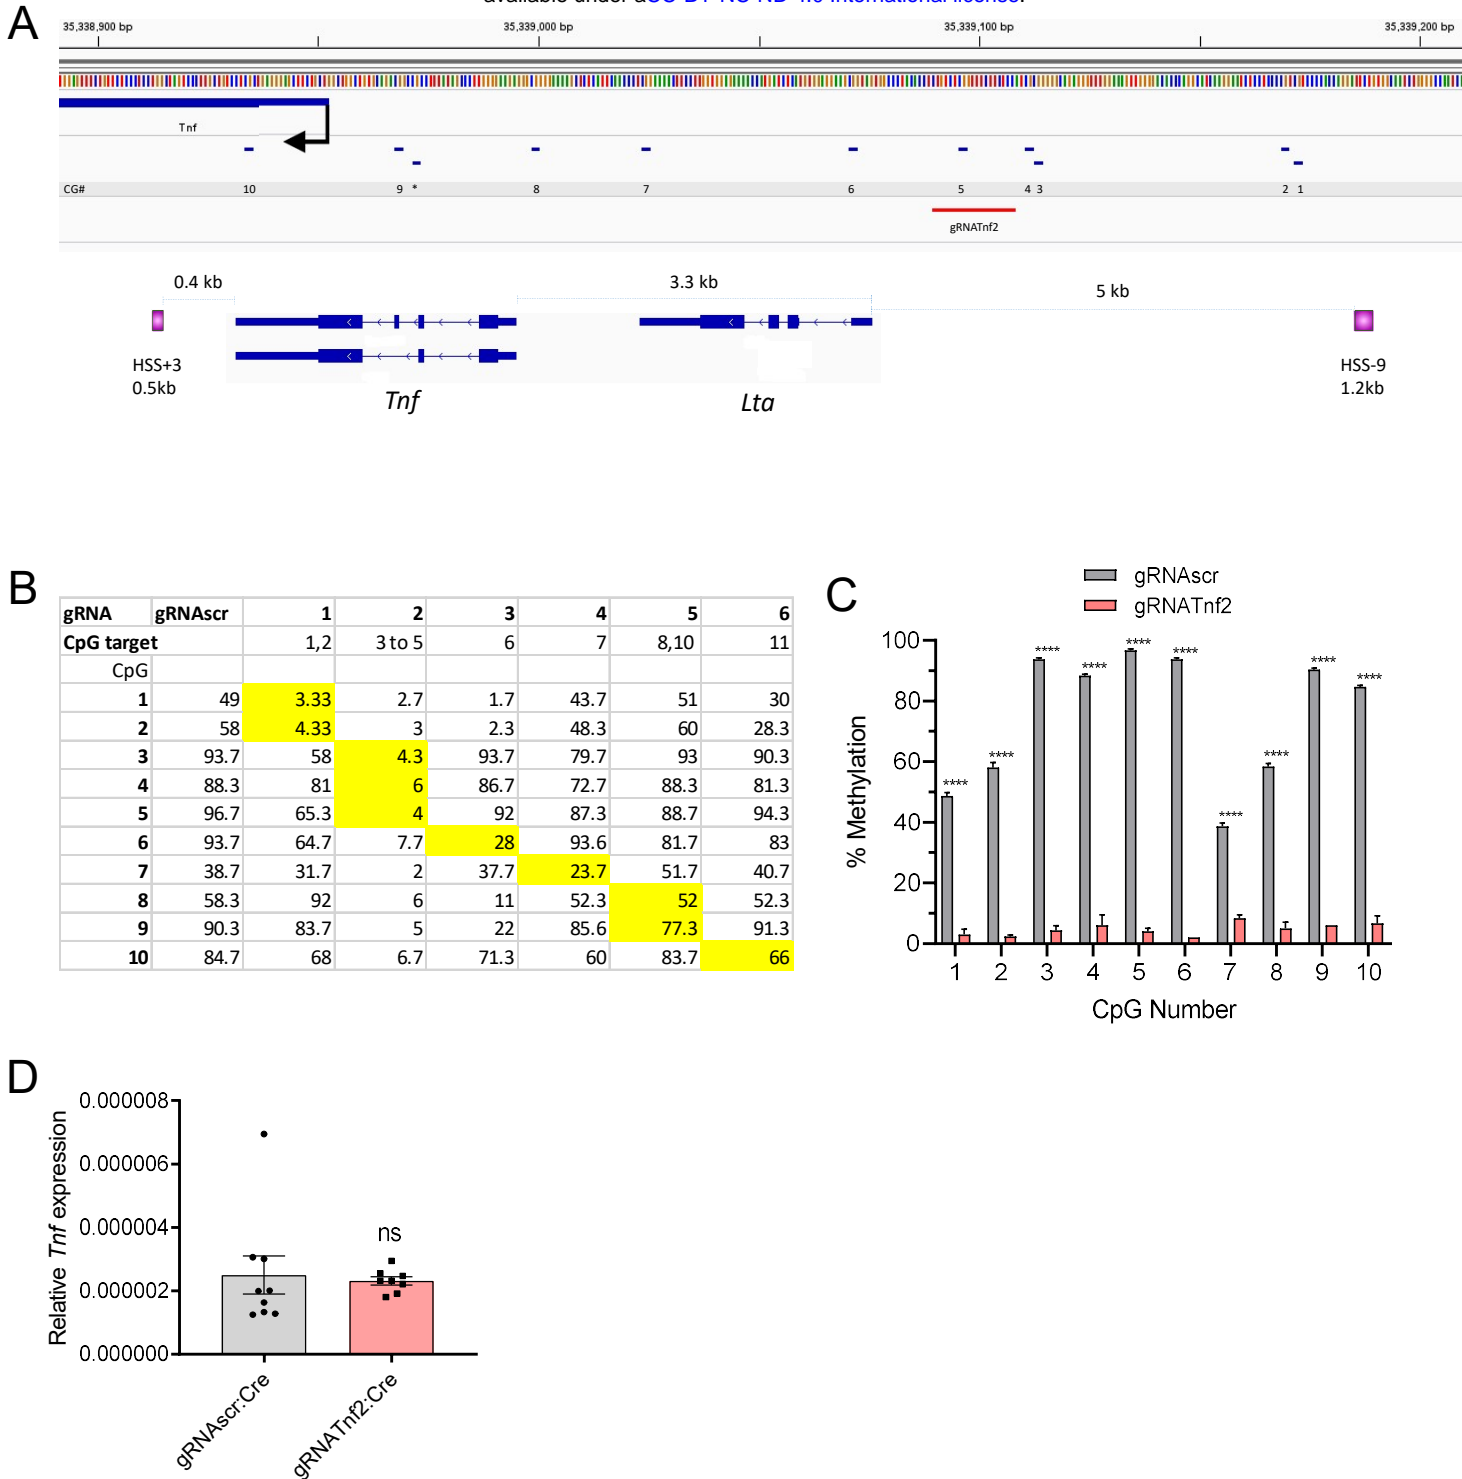 available under aCC-BY-NC-ND 4.0 International license.
A
35,338,900 bp 35,339,000 bp 35,339,100 bp 35,339,200 bp
Tnf
CG# 10 9 * 8 7 6 5 4 3 2 1
gRNATnf2
0.4 kb 3.3 kb 5 kb
HSS+3 HSS-9
0.5kb 1.2kb
Tnf Lta
B
gRNA gRNAscr 1 2 3 4 5 6
CpG target 1,2 3 to 5 6 7 8,10 11
CpG
1 49 3.33 2.7 1.7 43.7 51 30
2 58 4.33 3 2.3 48.3 60 28.3
3 93.7 58 4.3 93.7 79.7 93 90.3
4 88.3 81 6 86.7 72.7 88.3 81.3
5 96.7 65.3 4 92 87.3 88.7 94.3
6 93.7 64.7 7.7 28 93.6 81.7 83
7 38.7 31.7 2 37.7 23.7 51.7 40.7
8 58.3 92 6 11 52.3 52 52.3
9 90.3 83.7 5 22 85.6 77.3 91.3
10 84.7 68 6.7 71.3 60 83.7 66
C
gRNAscr
gRNATnf2
% Methylation
100
80
60
40
20
0
**** **** **** **** **** **** **** **** **** ****
1 2 3 4 5 6 7 8 9 10
CpG Number
D
Relative Tnf expression
0.000008
0.000006
0.000004
0.000002
0.000000
ns
gRNAscr:Cre
gRNATnf2:Cre